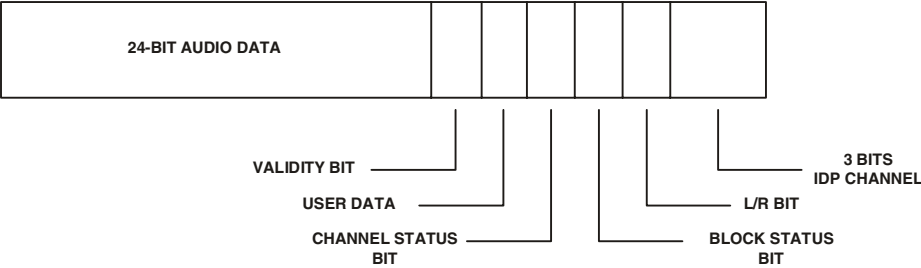 24-BIT AUDIO DATA
VALIDITY BIT
3 BITS
IDP CHANNEL
USER DATA
L/R BIT
CHANNEL STATUS
BIT
BLOCK STATUS
BIT